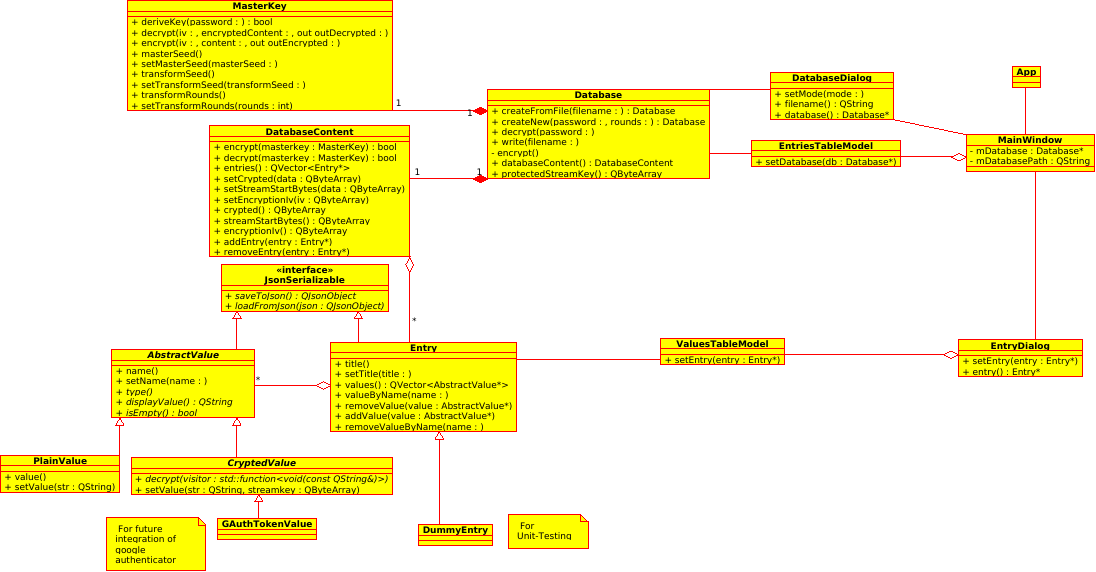 MasterKey
+ deriveKey(password : ) : bool
+ decrypt(iv : , encryptedContent : , out outDecrypted : )
+ encrypt(iv : , content : , out outEncrypted : )
+ masterSeed()
+ setMasterSeed(masterSeed : )
+ transformSeed()
+ setTransformSeed(transformSeed : )
+ transformRounds()
+ setTransformRounds(rounds : int)
1
1
Database
+ createFromFile(filename : ) : Database
+ createNew(password : , rounds : ) : Database
+ decrypt(password : )
+ write(filename : )
- encrypt()
+ databaseContent() : DatabaseContent
+ protectedStreamKey() : QByteArray
DatabaseDialog
+ setMode(mode : )
+ filename() : QString
+ database() : Database*
App
MainWindow
- mDatabase : Database*
- mDatabasePath : QString
EntriesTableModel
+ setDatabase(db : Database*)
DatabaseContent
+ encrypt(masterkey : MasterKey) : bool
+ decrypt(masterkey : MasterKey) : bool
+ entries() : QVector<Entry*>
+ setCrypted(data : QByteArray)
+ setStreamStartBytes(data : QByteArray)
+ setEncryptionIv(iv : QByteArray)
+ crypted() : QByteArray
+ streamStartBytes() : QByteArray
+ encryptionIv() : QByteArray
+ addEntry(entry : Entry*)
+ removeEntry(entry : Entry*)
1
1
«interface»
JsonSerializable
+ saveToJson() : QJsonObject
+ loadFromJson(json : QJsonObject)
*
AbstractValue
+ name()
+ setName(name : )
+ type()
+ displayValue() : QString
+ isEmpty() : bool
*
Entry
+ title()
+ setTitle(title : )
+ values() : QVector<AbstractValue*>
+ valueByName(name : )
+ removeValue(value : AbstractValue*)
+ addValue(value : AbstractValue*)
+ removeValueByName(name : )
ValuesTableModel
+ setEntry(entry : Entry*)
EntryDialog
+ setEntry(entry : Entry*)
+ entry() : Entry*
PlainValue
+ value()
+ setValue(str : QString)
CryptedValue
+ decrypt(visitor : std::function<void(const QString&)>)
+ setValue(str : QString, streamkey : QByteArray)
For future
integration of
google
authenticator
GAuthTokenValue
DummyEntry
For
Unit-Testing